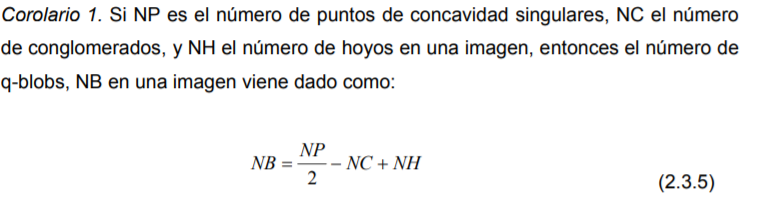 Corolario 1. Si NP es el número de puntos de concavidad singulares, NC el número
de conglomerados, y NH el número de hoyos en una imagen, entonces el número de
q-blobs, NB en una imagen viene dado como:
NB = NP/2 − NC + NH
(2.3.5)